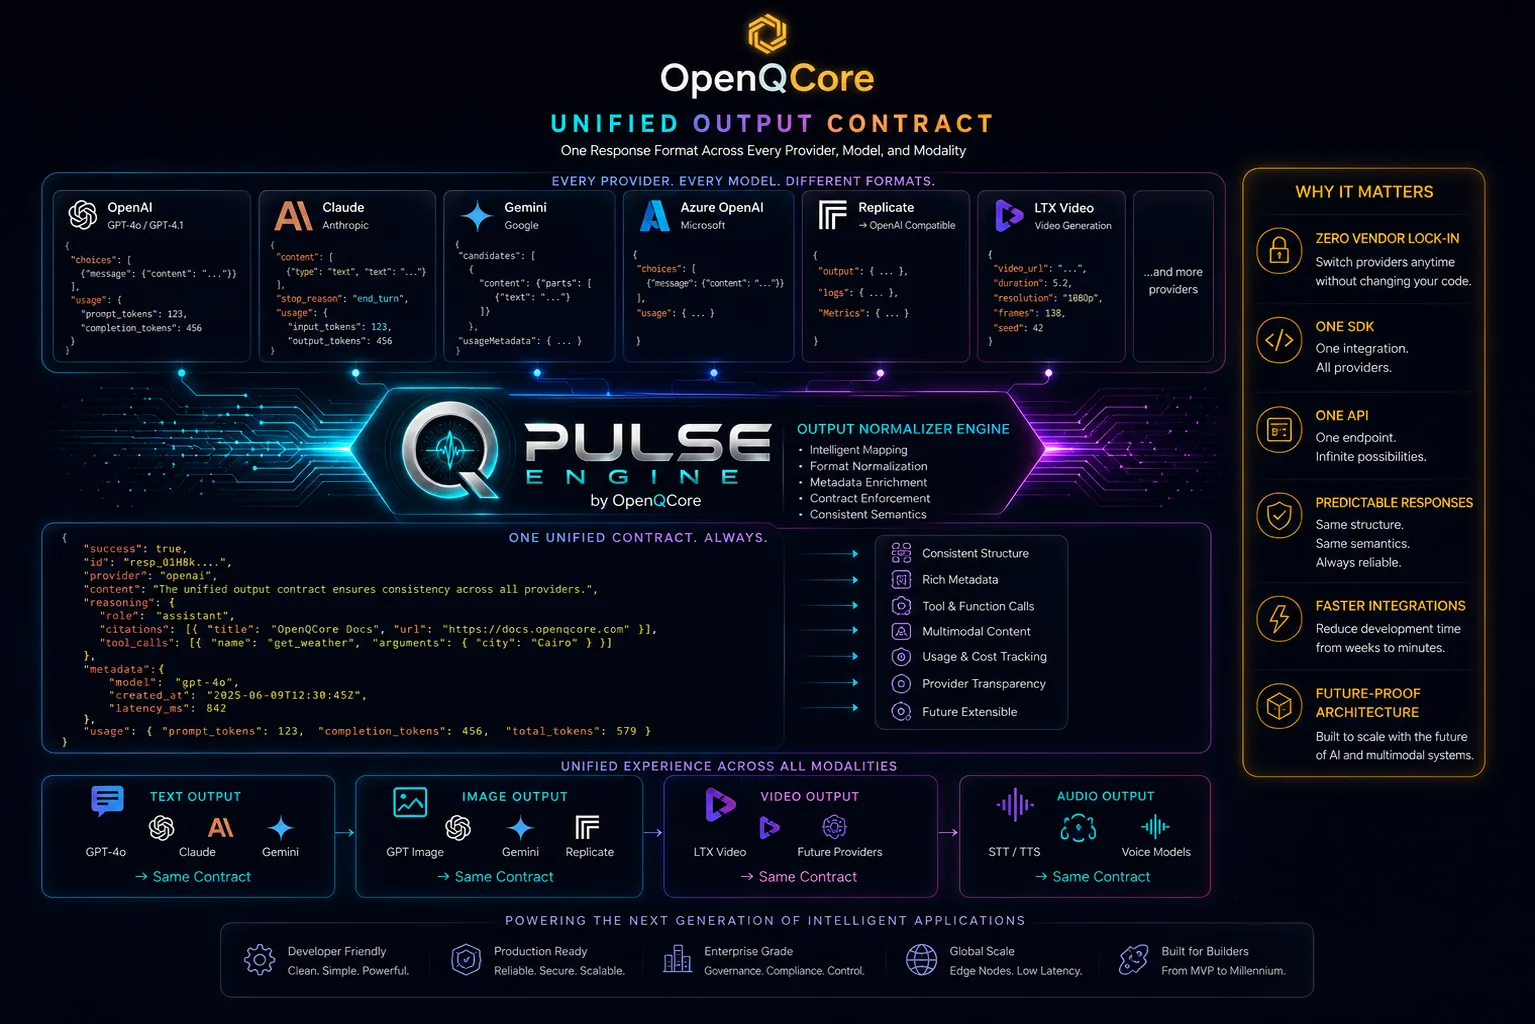 OpenQCore
UNIFIED OUTPUT CONTRACT
One Response Format Across Every Provider, Model, and Modality
EVERY PROVIDER. EVERY MODEL. DIFFERENT FORMATS.
OpenAI
GPT-4o / GPT-4.1
{
"choices": [
{"message": {"content": "..."}}
],
"usage": {
"prompt_tokens": 123,
"completion_tokens": 456
}
}
Claude
Anthropic
{
"content": [
{"type": "text", "text": "..."}
],
"stop_reason": "end_turn",
"usage": {
"input_tokens": 123,
"output_tokens": 456
}
Gemini
Google
{
"candidates": [
{
"content": {"parts": [
{"text": "..."}
]}
},
"usageMetadata": { ... }
}
Azure OpenAI
Microsoft
{
"choices": [
{"message": {"content": "..."}}
],
"usage": { ... }
}
Replicate
→ OpenAI Compatible
{
"output": { ... },
"logs": { ... },
"Metrics": { ... }
}
LTX Video
Video Generation
{
"video_url": "...",
"duration": 5.2,
"resolution": "1080p",
"frames": 138,
"seed": 42
}
...and more
providers
PULSE
ENGINE
by OpenQCore
OUTPUT NORMALIZER ENGINE
• Intelligent Mapping
• Format Normalization
• Metadata Enrichment
• Contract Enforcement
• Consistent Semantics
ONE UNIFIED CONTRACT. ALWAYS.
{
"success": true,
"id": "resp_01H8k....",
"provider": "openai",
"content": "The unified output contract ensures consistency across all providers.",
"reasoning": {
"role": "assistant",
"citations": [{ "title": "OpenQCore Docs", "url": "https://docs.openqcore.com" }],
"tool_calls": [{ "name": "get_weather", "arguments": { "city": "Cairo" } }]
},
"metadata":{
"model": "gpt-4o",
"created_at": "2025-06-09T12:30:45Z",
"latency_ms": 842
},
"usage": { "prompt_tokens": 123, "completion_tokens": 456, "total_tokens": 579 }
}
Consistent Structure
Rich Metadata
Tool & Function Calls
Multimodal Content
Usage & Cost Tracking
Provider Transparency
Future Extensible
UNIFIED EXPERIENCE ACROSS ALL MODALITIES
TEXT OUTPUT
GPT-4o
Claude
Gemini
→ Same Contract
IMAGE OUTPUT
GPT Image
Gemini
Replicate
→ Same Contract
VIDEO OUTPUT
LTX Video
Future Providers
→ Same Contract
AUDIO OUTPUT
STT / TTS
Voice Models
→ Same Contract
WHY IT MATTERS
ZERO VENDOR LOCK-IN
Switch providers anytime
without changing your code.
ONE SDK
One integration.
All providers.
ONE API
One endpoint.
Infinite possibilities.
PREDICTABLE RESPONSES
Same structure.
Same semantics.
Always reliable.
FASTER INTEGRATIONS
Reduce development time
from weeks to minutes.
FUTURE-PROOF
ARCHITECTURE
Built to scale with the future
of AI and multimodal systems.
POWERING THE NEXT GENERATION OF INTELLIGENT APPLICATIONS
Developer Friendly
Clean. Simple. Powerful.
Production Ready
Reliable. Secure. Scalable.
Enterprise Grade
Governance. Compliance. Control.
Global Scale
Edge Nodes. Low Latency.
Built for Builders
From MVP to Millennium.